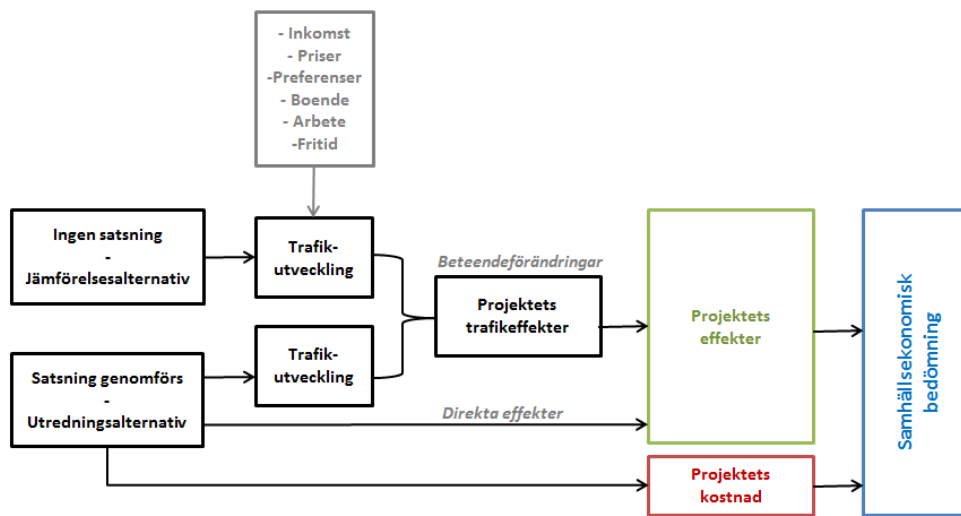 - Inkomst
- Priser
-Preferenser
- Boende
- Arbete
-Fritid
Ingen satsning
-
Jämförelsesalternativ
Trafik-
utveckling
Beteendeförändringar
Projektets
trafikeffekter
Projektets
effekter
Samhällsekonomisk
bedömning
Satsning genomförs
-
Utredningsalternativ
Trafik-
utveckling
Direkta effekter
Projektets
kostnad